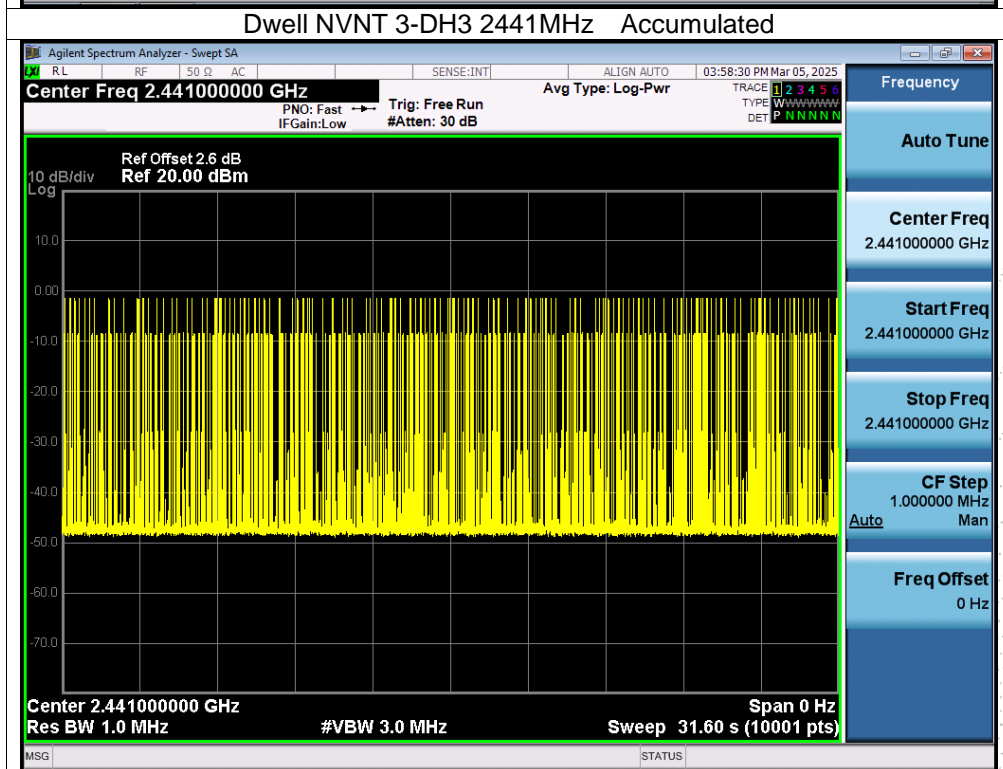 Dwell NVNT 3-DH3 2441MHz Accumulated
Agilent Spectrum Analyzer - Swept SA
LXI RL RF 50 Ω AC SENSE:INT ALIGN AUTO 03:58:30 PM Mar 05, 2025
Center Freq 2.441000000 GHz
PNO: Fast
IFGain:Low
Trig: Free Run
#Atten: 30 dB
Avg Type: Log-Pwr
TRACE 1 2 3 4 5 6
TYPE WWWWWWW
DET P N N N N N
Frequency
Auto Tune
Center Freq
2.441000000 GHz
Start Freq
2.441000000 GHz
Stop Freq
2.441000000 GHz
CF Step
1.000000 MHz
Auto Man
Freq Offset
0 Hz
Ref Offset 2.6 dB
10 dB/div Ref 20.00 dBm
Log
10.0
0.00
-10.0
-20.0
-30.0
-40.0
-50.0
-60.0
-70.0
Center 2.441000000 GHz Span 0 Hz
Res BW 1.0 MHz #VBW 3.0 MHz Sweep 31.60 s (10001 pts)
MSG STATUS